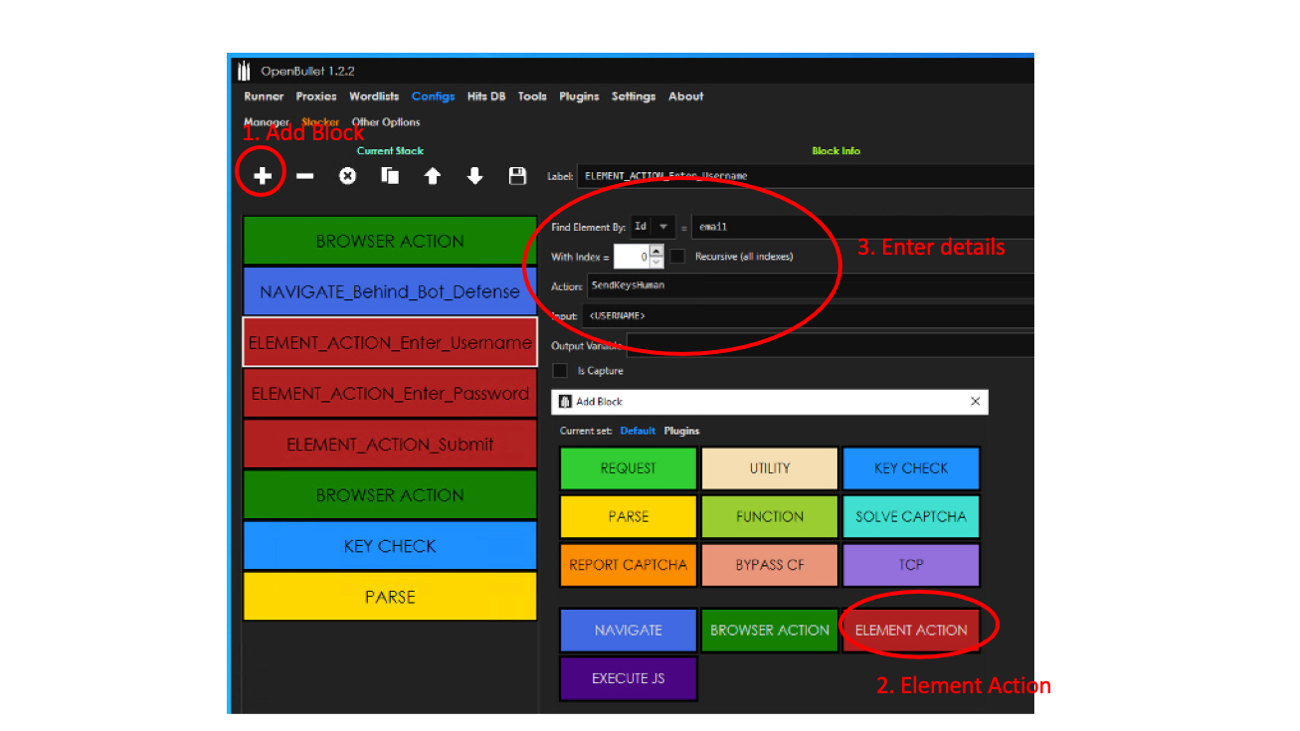 OpenBullet 1.2.2
Runner Proxies Wordlists Configs Hits DB Tools Plugins Settings About
Manager Stacker Other Options
1. Add Block
Current Stack
Block Info
Label: ELEMENT_ACTION_Enter_Username
BROWSER ACTION
NAVIGATE_Behind_Bot_Defense
ELEMENT_ACTION_Enter_Username
ELEMENT_ACTION_Enter_Password
ELEMENT_ACTION_Submit
BROWSER ACTION
KEY CHECK
PARSE
Find Element By: Id = email
With Index = 0 Recursive (all indexes)
3. Enter details
Action: SendKeysHuman
Input: <USERNAME>
Output Variable
Is Capture
Add Block
Current set: Default Plugins
REQUEST UTILITY KEY CHECK
PARSE FUNCTION SOLVE CAPTCHA
REPORT CAPTCHA BYPASS CF TCP
NAVIGATE BROWSER ACTION ELEMENT ACTION
EXECUTE JS
2. Element Action